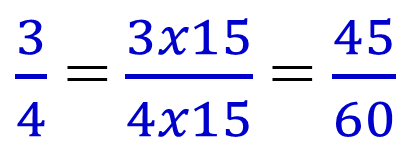 3/4 = 3x15/4x15 = 45/60